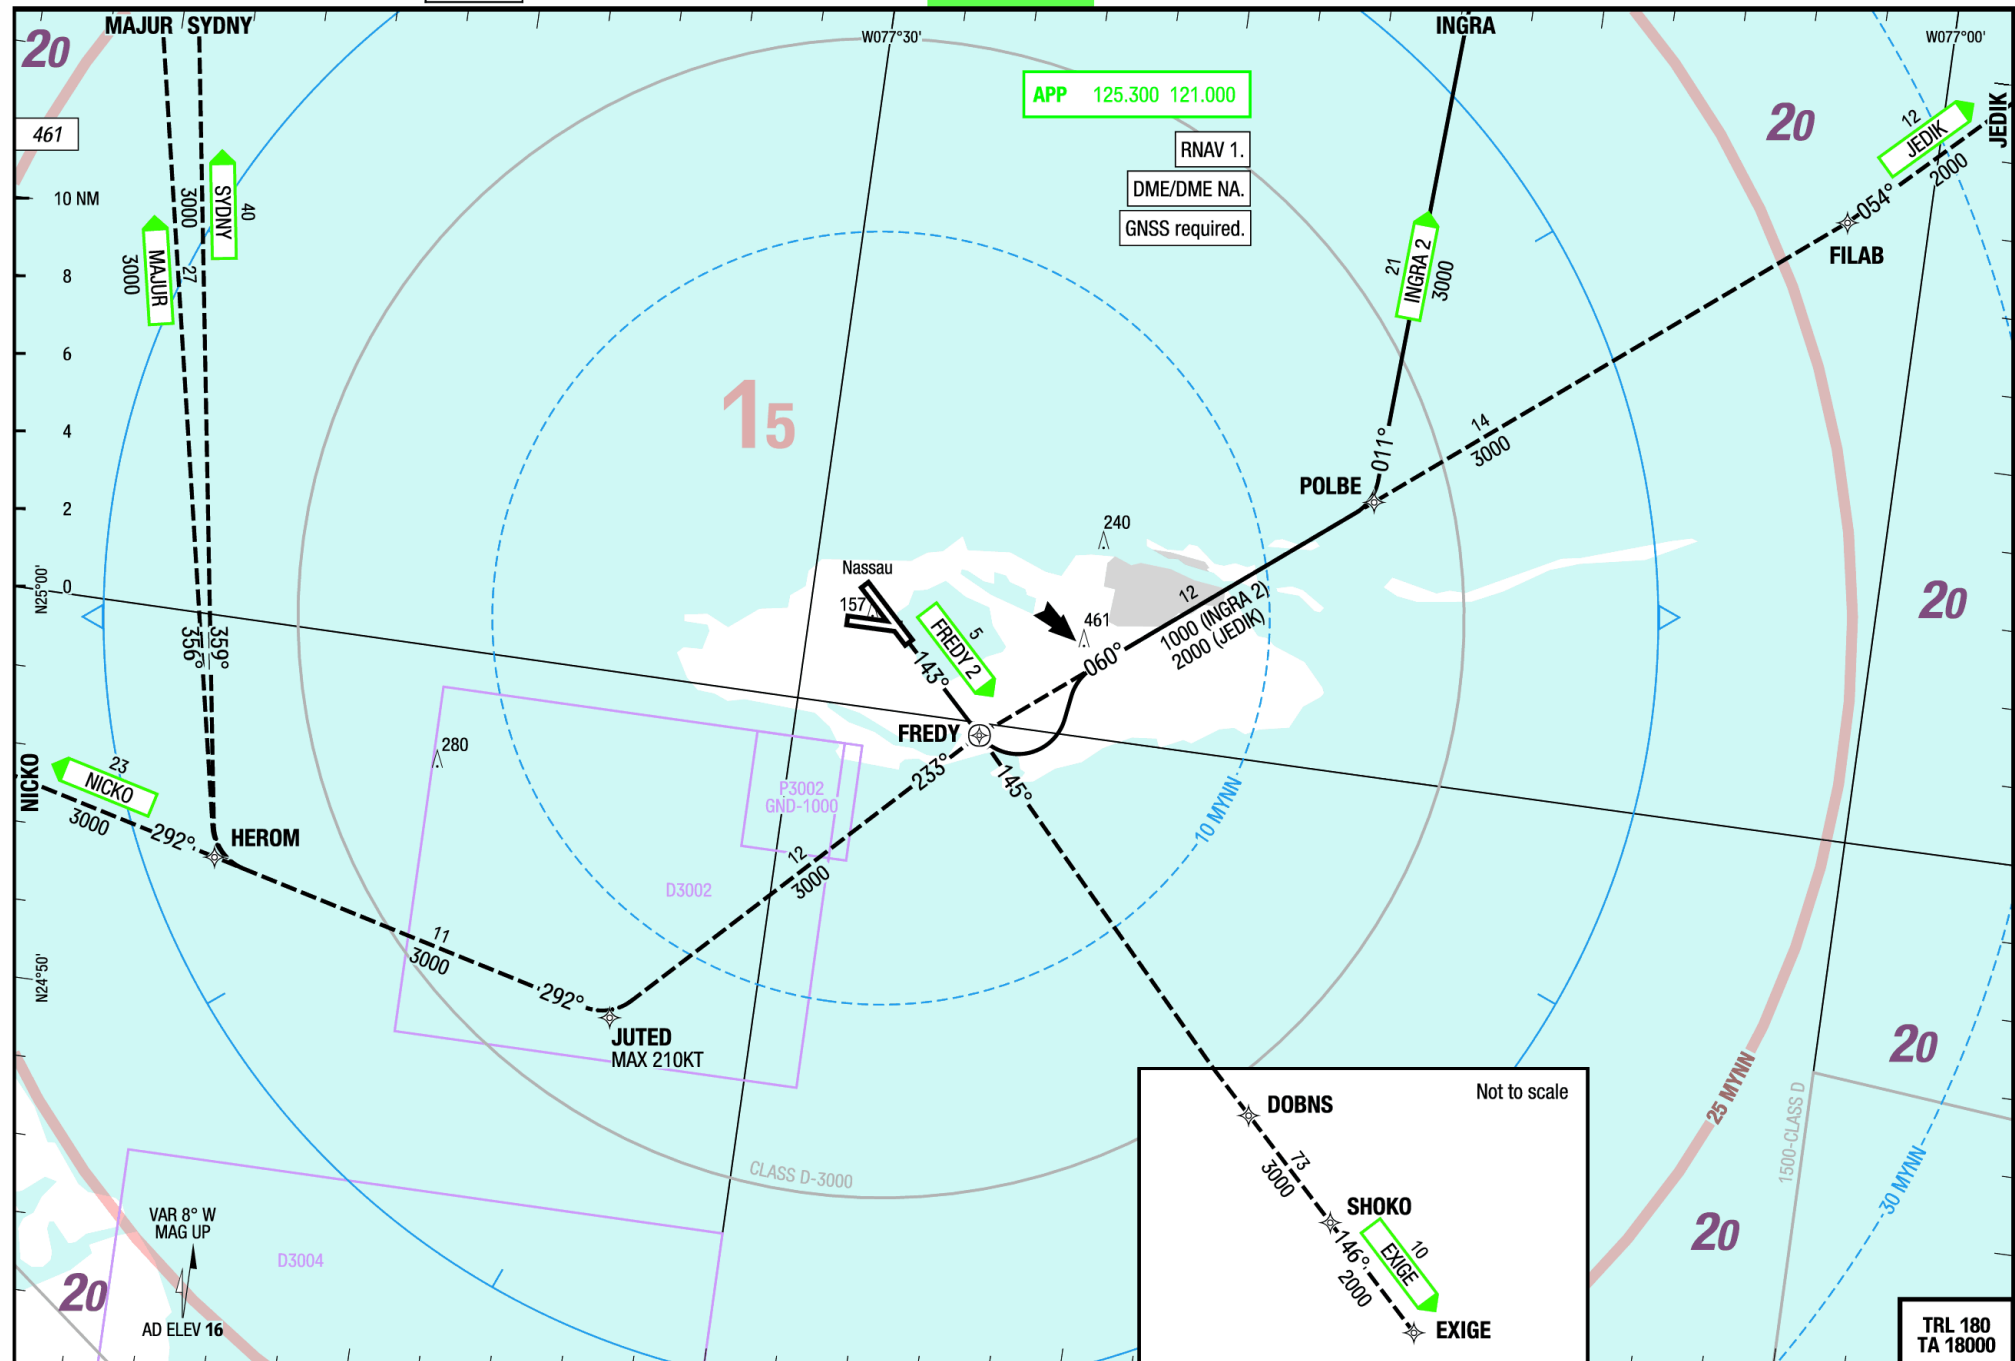 MAJUR SYDNY
W077°30'
INGRA
W077°00'
20
APP 125.300 121.000
20
12
JEDIK
JEDIK
2000
054°
461
RNAV 1.
DME/DME NA.
GNSS required.
10 NM
3000
SYDNY
40
MAJUR
3000
27
21
INGRA 2
3000
FILAB
8
6
4
2
0
15
14
3000
011°
POLBE
240
N25°00'
Nassau
157
461
12
1000 (INGRA 2)
2000 (JEDIK)
20
FREDY 2
5
143°
060°
356°
359°
FREDY
280
233°
145°
P3002
GND-1000
10 MYNN
NICKO
23
NICKO
3000
292°
HEROM
12
3000
D3002
11
3000
292°
N24°50'
JUTED
MAX 210KT
20
25 MYNN
1500-CLASS D
30 MYNN
Not to scale
DOBNS
73
3000
SHOKO
146°
2000
EXIGE
10
EXIGE
CLASS D-3000
20
VAR 8° W
MAG UP
D3004
20
AD ELEV 16
TRL 180
TA 18000